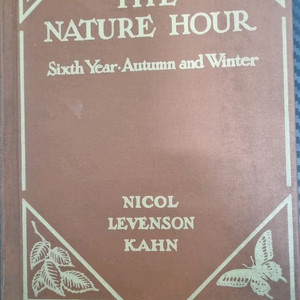 THE
NATURE HOUR
Sixth Year · Autumn and Winter
NICOL
LEVENSON
KAHN